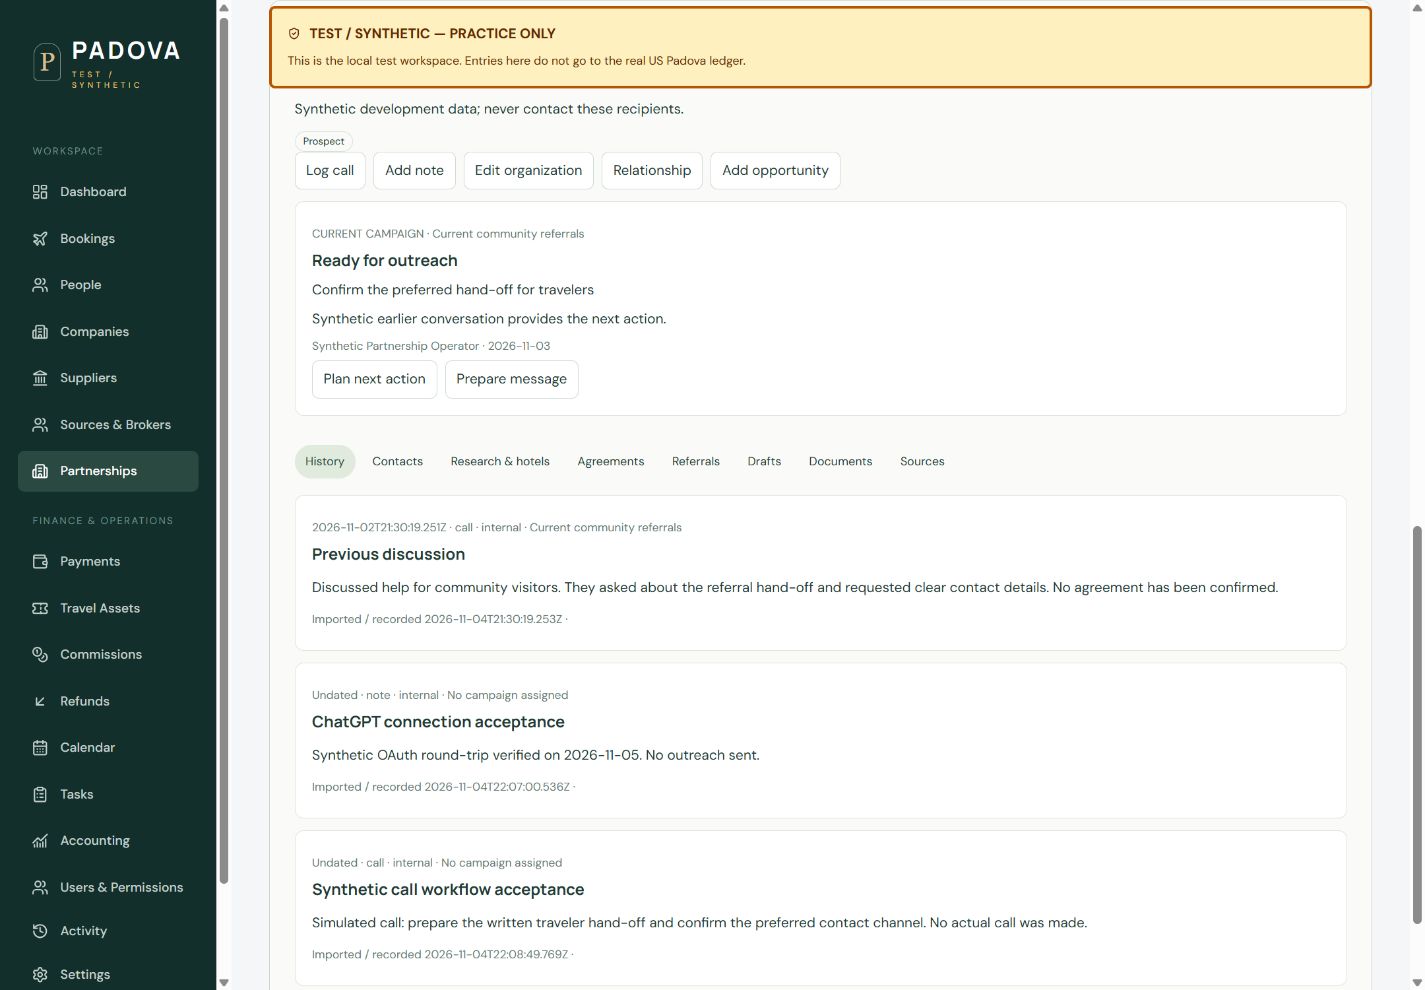 P
PADOVA
TEST /
SYNTHETIC
WORKSPACE
Dashboard
Bookings
People
Companies
Suppliers
Sources & Brokers
Partnerships
FINANCE & OPERATIONS
Payments
Travel Assets
Commissions
Refunds
Calendar
Tasks
Accounting
Users & Permissions
Activity
Settings
TEST / SYNTHETIC — PRACTICE ONLY
This is the local test workspace. Entries here do not go to the real US Padova ledger.
Synthetic development data; never contact these recipients.
Prospect
Log call
Add note
Edit organization
Relationship
Add opportunity
CURRENT CAMPAIGN · Current community referrals
Ready for outreach
Confirm the preferred hand-off for travelers
Synthetic earlier conversation provides the next action.
Synthetic Partnership Operator · 2026-11-03
Plan next action
Prepare message
History
Contacts
Research & hotels
Agreements
Referrals
Drafts
Documents
Sources
2026-11-02T21:30:19.251Z · call · internal · Current community referrals
Previous discussion
Discussed help for community visitors. They asked about the referral hand-off and requested clear contact details. No agreement has been confirmed.
Imported / recorded 2026-11-04T21:30:19.253Z ·
Undated · note · internal · No campaign assigned
ChatGPT connection acceptance
Synthetic OAuth round-trip verified on 2026-11-05. No outreach sent.
Imported / recorded 2026-11-04T22:07:00.536Z ·
Undated · call · internal · No campaign assigned
Synthetic call workflow acceptance
Simulated call: prepare the written traveler hand-off and confirm the preferred contact channel. No actual call was made.
Imported / recorded 2026-11-04T22:08:49.769Z ·